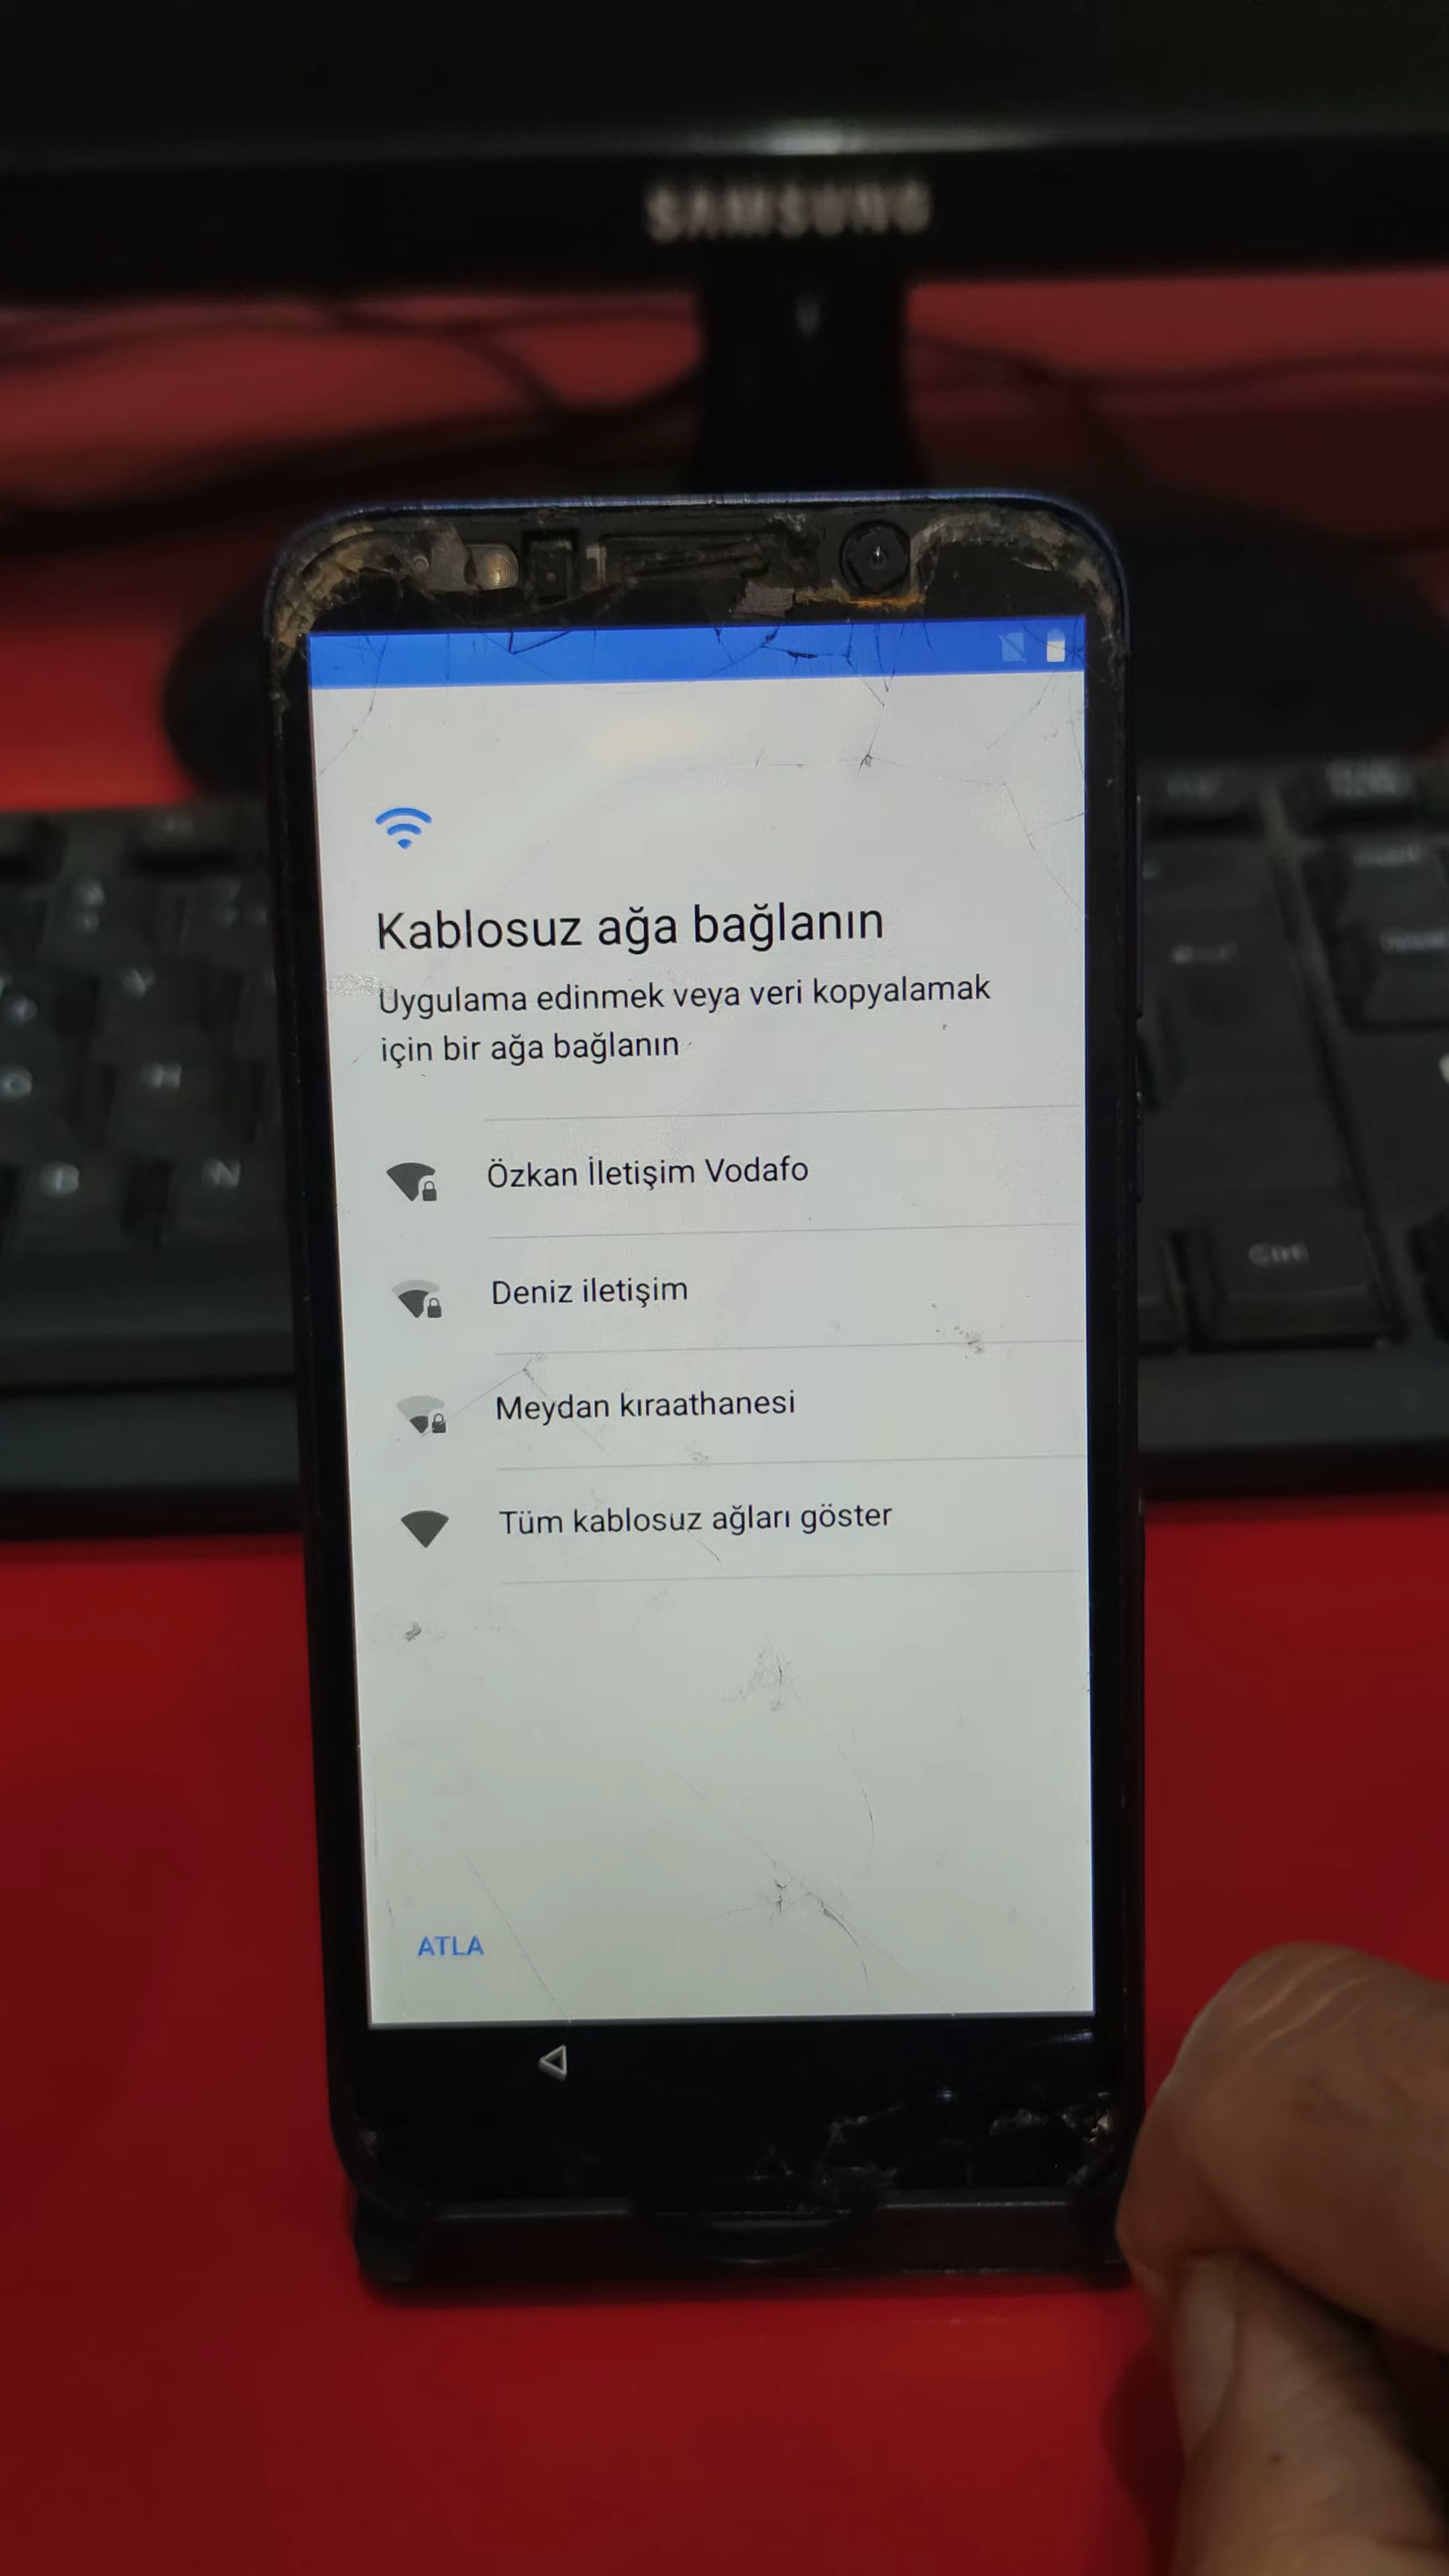 SAMSUNG
Kablosuz ağa bağlanın
Uygulama edinmek veya veri kopyalamak
için bir ağa bağlanın
Özkan İletişim Vodafo
Deniz iletişim
Meydan kıraathanesi
Tüm kablosuz ağları göster
ATLA
G
H
B
N
Ctrl